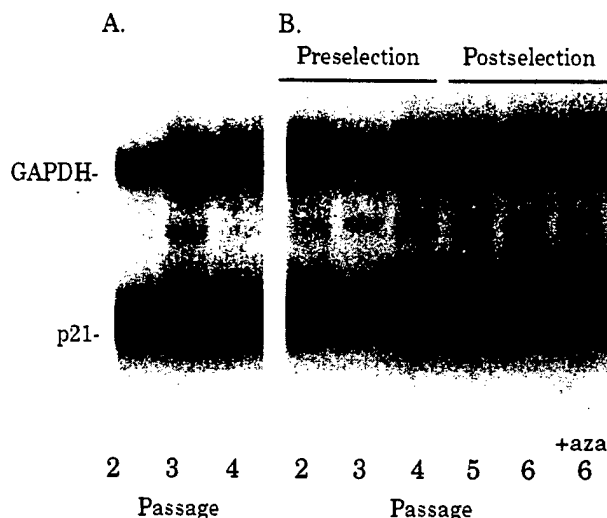 A. B.
Preselection Postselection
GAPDH-
p21-
+aza
2 3 4 2 3 4 5 6 6
Passage Passage